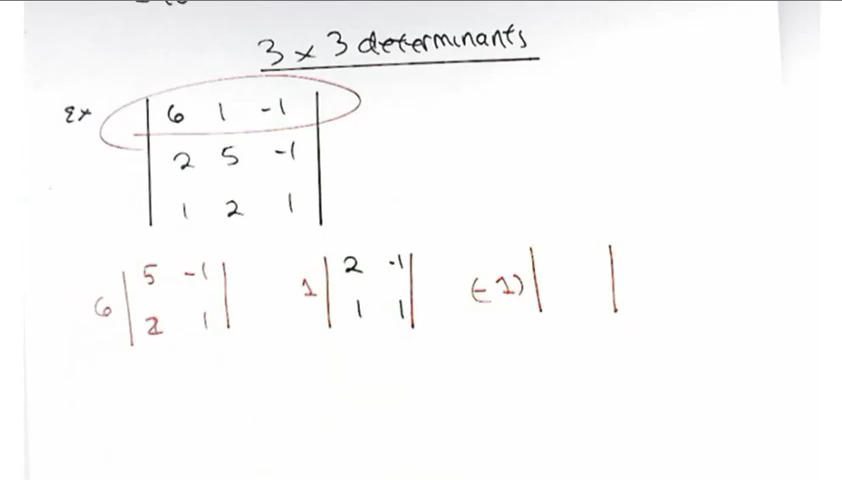 3 x 3 determinants
Ex | 6 1 -1 |
| 2 5 -1 |
| 1 2 1 |
6 | 5 -1 | 1 | 2 -1 | (-1) | |
| 2 1 | | 1 1 |